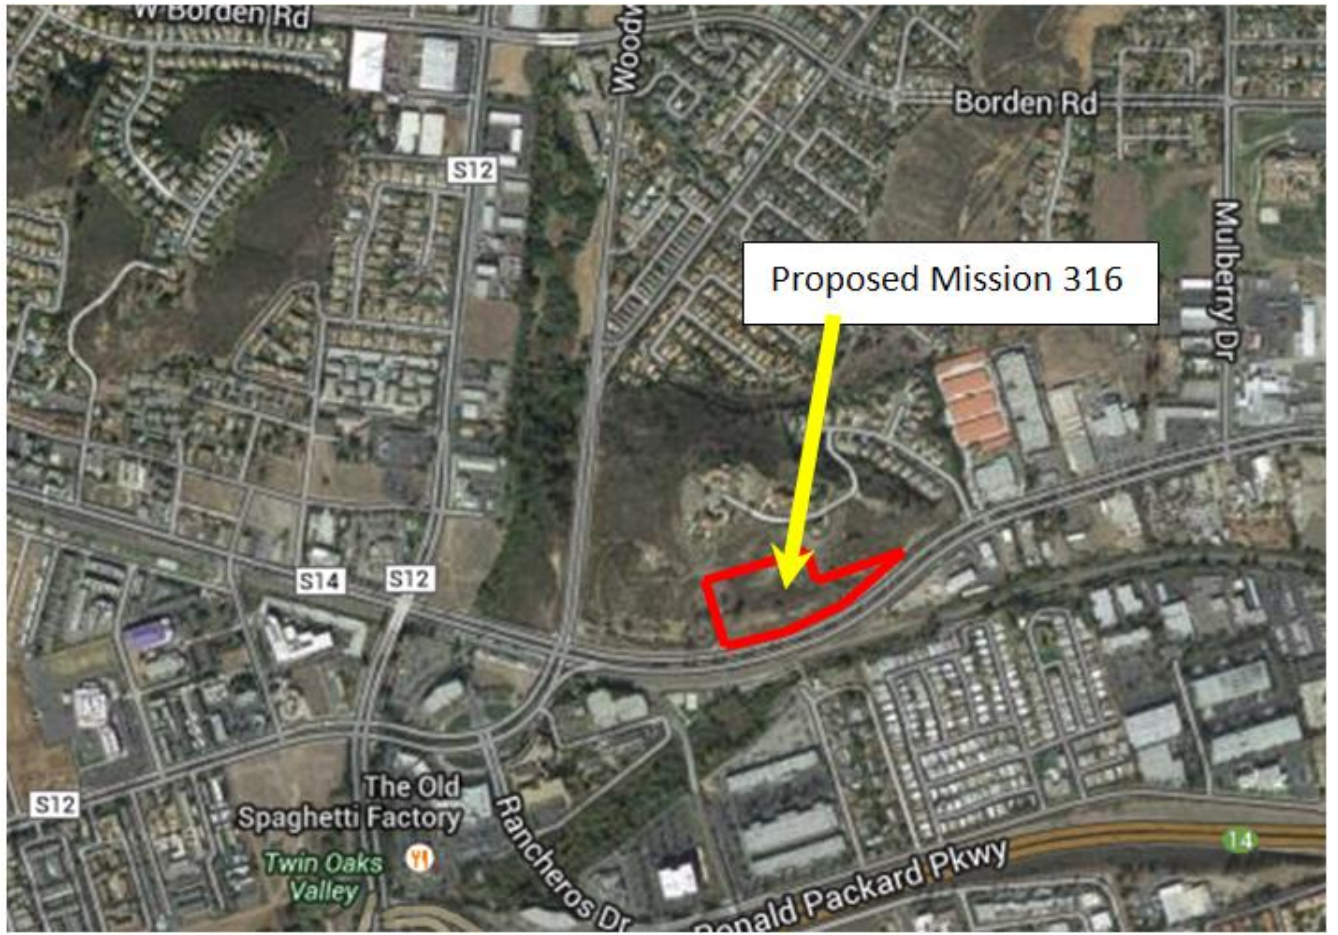 W Borden Rd
Woodw
Borden Rd
S12
Mulberry Dr
Proposed Mission 316
S14
S12
S12
The Old
Spaghetti Factory
Twin Oaks
Valley
Rancheros Dr
Ronald Packard Pkwy
14